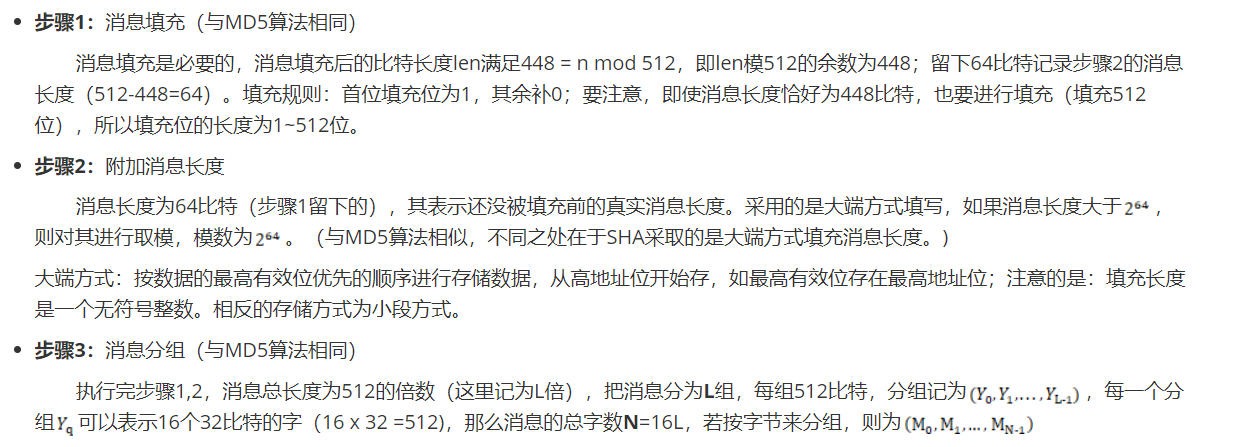 • 步骤1：消息填充（与MD5算法相同）
消息填充是必要的，消息填充后的比特长度len满足448 = n mod 512，即len模512的余数为448；留下64比特记录步骤2的消息
长度（512-448=64）。填充规则：首位填充位为1，其余补0；要注意，即使消息长度恰好为448比特，也要进行填充（填充512
位），所以填充位的长度为1~512位。
• 步骤2：附加消息长度
消息长度为64比特（步骤1留下的），其表示还没被填充前的真实消息长度。采用的是大端方式填写，如果消息长度大于 2^64 ，
则对其进行取模，模数为 2^64 。（与MD5算法相似，不同之处在于SHA采取的是大端方式填充消息长度。）
大端方式：按数据的最高有效位优先的顺序进行存储数据，从高地址位开始存，如最高有效位存在最高地址位；注意的是：填充长度
是一个无符号整数。相反的存储方式为小段方式。
• 步骤3：消息分组（与MD5算法相同）
执行完步骤1,2，消息总长度为512的倍数（这里记为L倍），把消息分为L组，每组512比特，分组记为 (Y₀,Y₁,...,Y_{L-1}) ，每一个分
组Y_q 可以表示16个32比特的字（16 x 32 =512)，那么消息的总字数N=16L，若按字节来分组，则为 (M₀,M₁,...,M_{N-1})